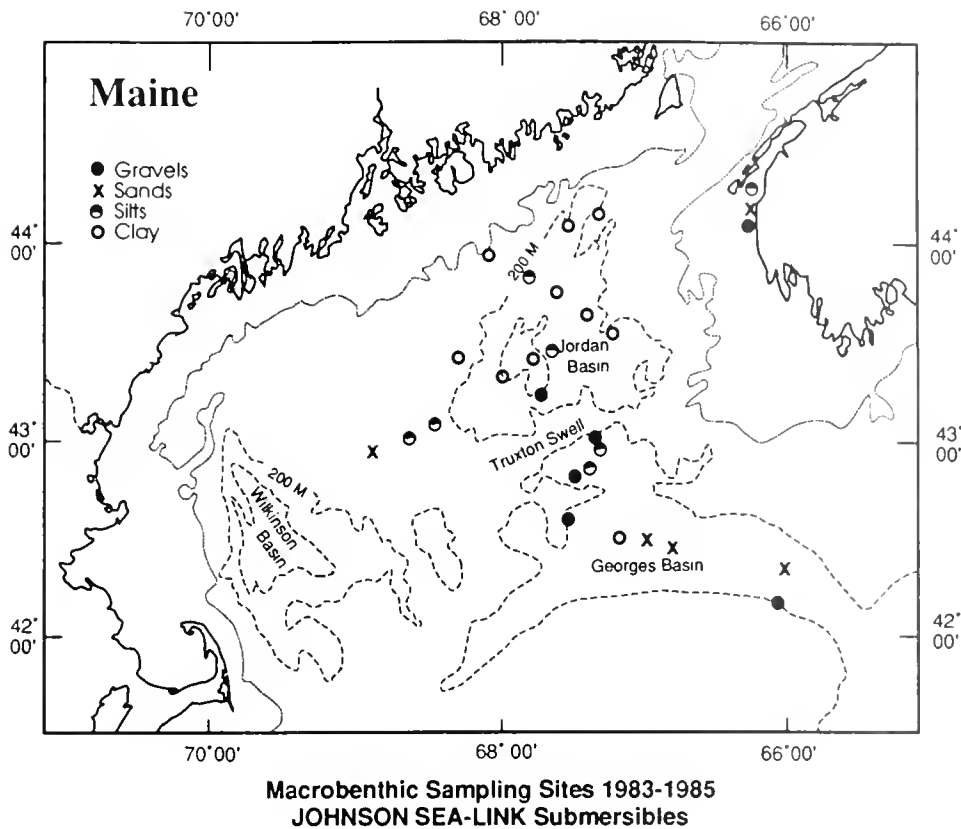 70°00' 68°00' 66°00'
Maine
Gravels
Sands
Silts
Clay
44°
00'
44°
00'
200 M
Jordan
Basin
43°
00'
43°
00'
Truxton Swell
200 M
Wilkinson
Basin
Georges Basin
42°
00'
42°
00'
70°00' 68°00' 66°00'
Macrobenthic Sampling Sites 1983-1985
JOHNSON SEA-LINK Submersibles